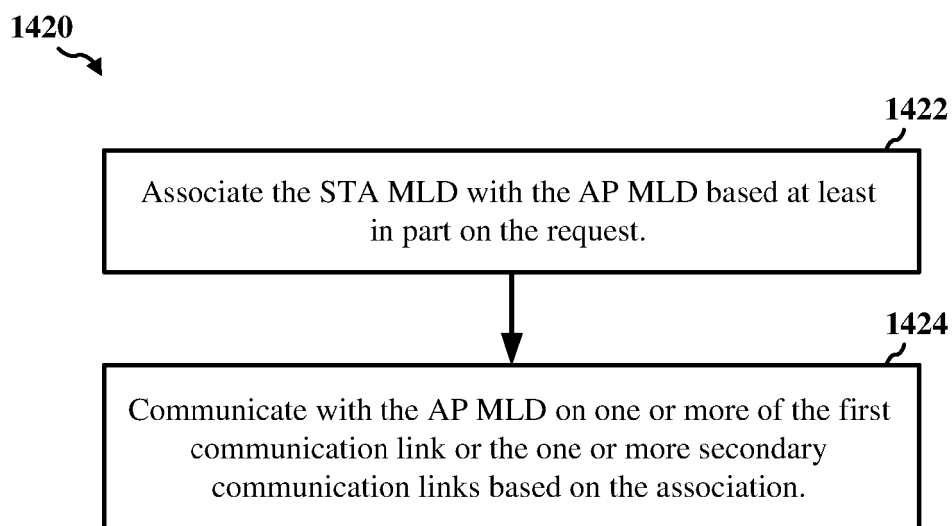 1420
1422
Associate the STA MLD with the AP MLD based at least
in part on the request.
1424
Communicate with the AP MLD on one or more of the first
communication link or the one or more secondary
communication links based on the association.